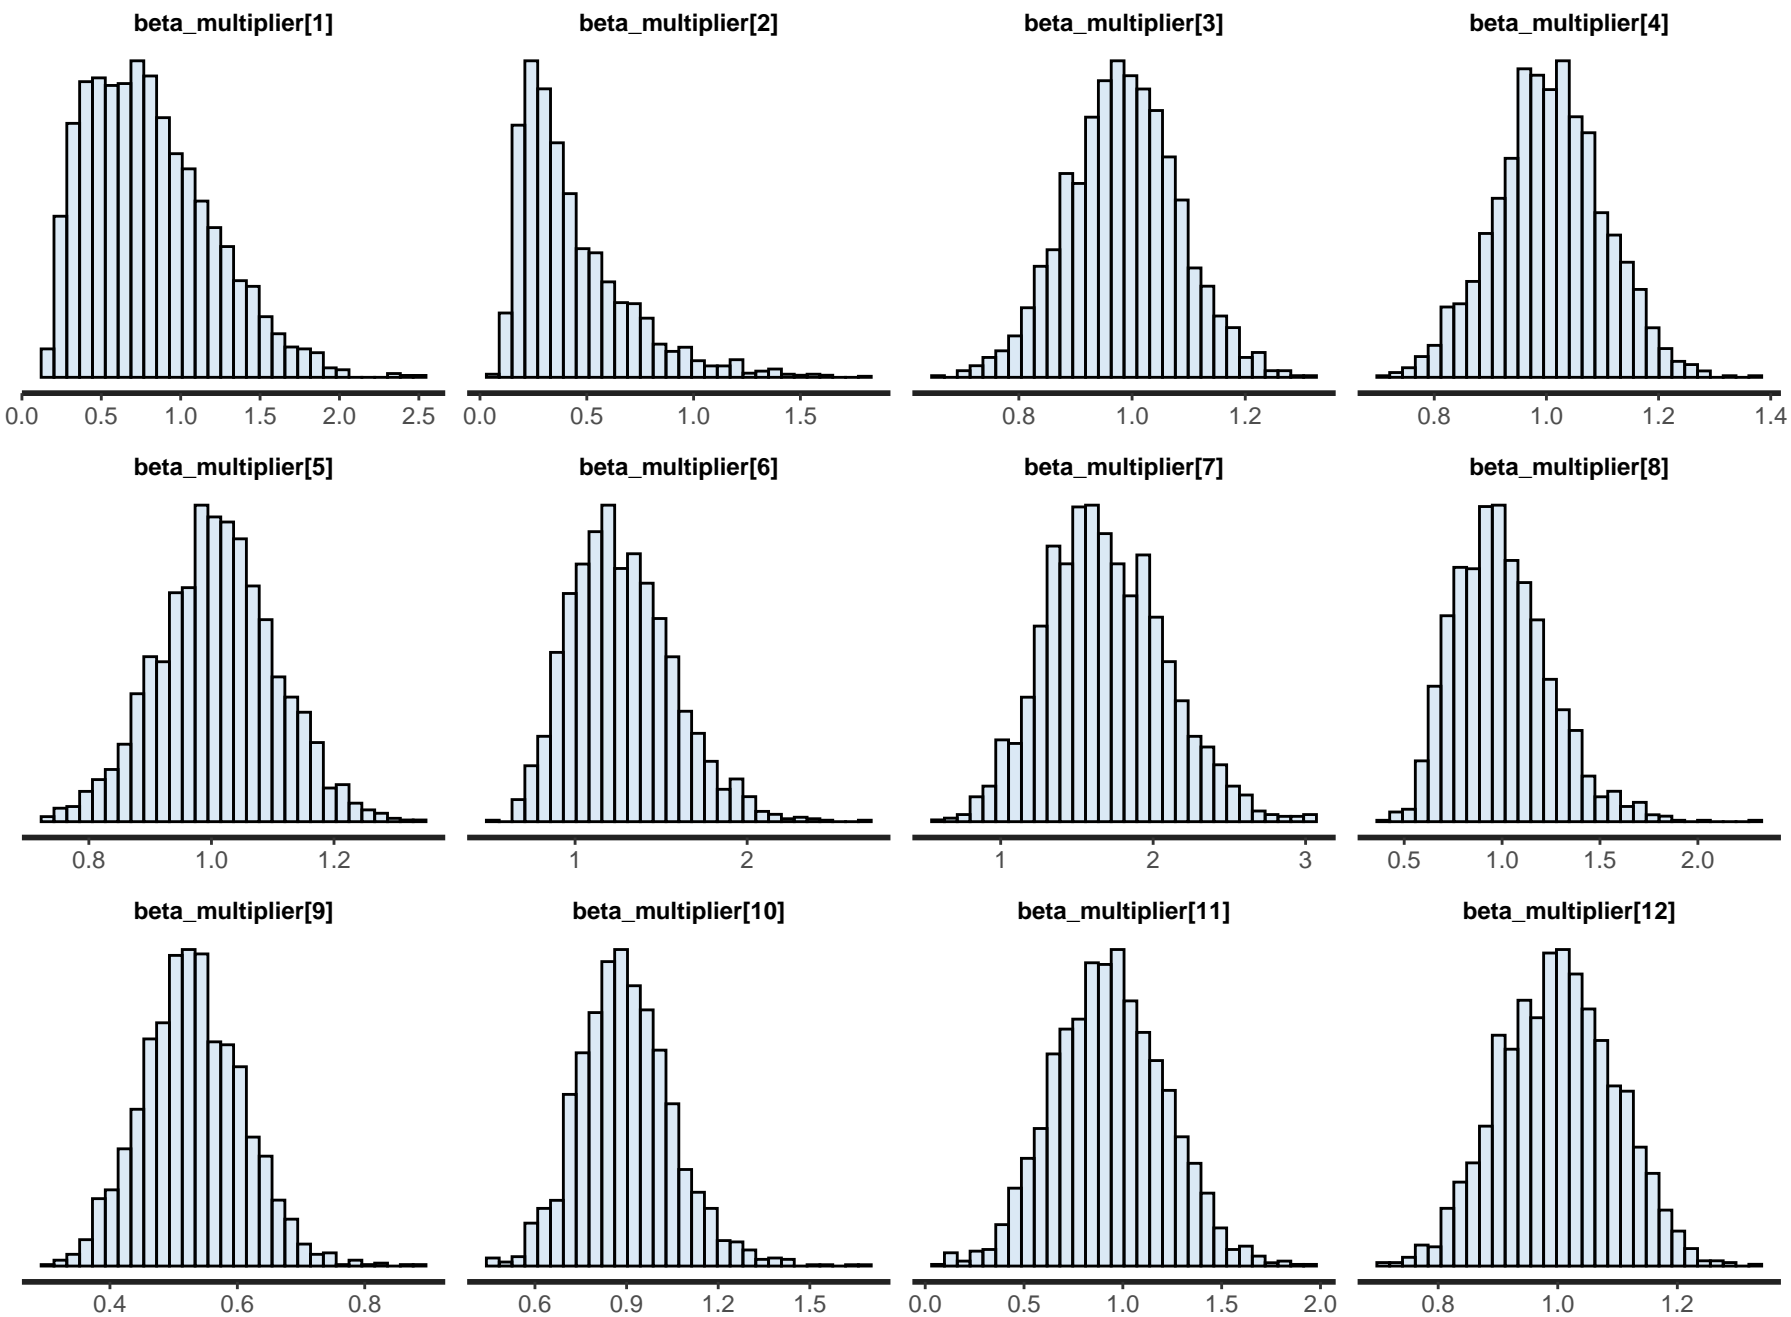 beta_multiplier[1] beta_multiplier[2] beta_multiplier[3] beta_multiplier[4]
0.0 0.5 1.0 1.5 2.0 2.5 0.0 0.5 1.0 1.5 0.8 1.0 1.2 0.8 1.0 1.2 1.4
beta_multiplier[5] beta_multiplier[6] beta_multiplier[7] beta_multiplier[8]
0.8 1.0 1.2 1 2 1 2 3 0.5 1.0 1.5 2.0
beta_multiplier[9] beta_multiplier[10] beta_multiplier[11] beta_multiplier[12]
0.4 0.6 0.8 0.6 0.9 1.2 1.5 0.0 0.5 1.0 1.5 2.0 0.8 1.0 1.2